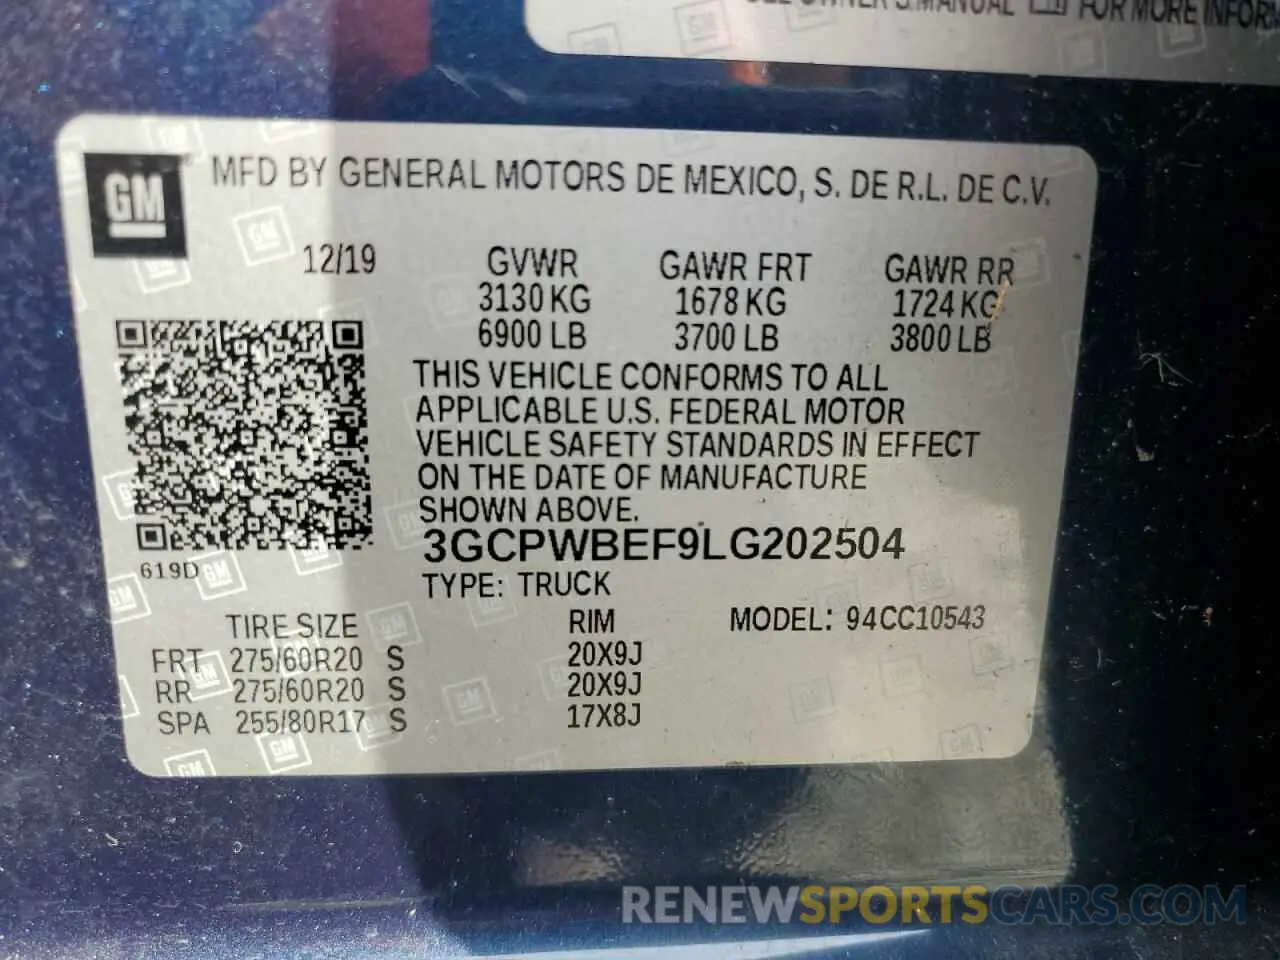 MANUAL FOR MORE
GM MFD BY GENERAL MOTORS DE MEXICO, S. DE R.L. DE C.V.
12/19 GVWR GAWR FRT GAWR RR
3130 KG 1678 KG 1724 KG
6900 LB 3700 LB 3800 LB
THIS VEHICLE CONFORMS TO ALL
APPLICABLE U.S. FEDERAL MOTOR
VEHICLE SAFETY STANDARDS IN EFFECT
ON THE DATE OF MANUFACTURE
SHOWN ABOVE.
3GCPWBEF9LG202504
619D
TYPE: TRUCK
TIRE SIZE RIM MODEL: 94CC10543
FRT 275/60R20 S 20X9J
RR 275/60R20 S 20X9J
SPA 255/80R17 S 17X8J
RENEWSPORTSCARS.COM